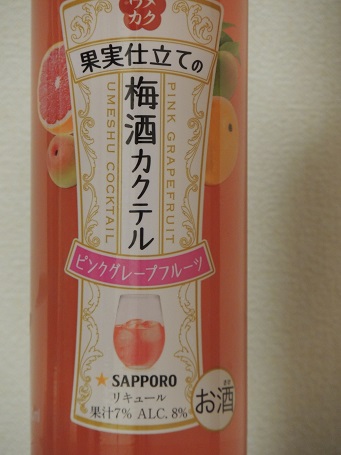 ウメ
カク
果実仕立ての
梅酒カクテル
UMESHU COCKTAIL
PINK GRAPEFRUIT
ピンクグレープフルーツ
★ SAPPORO
リキュール
果汁7% ALC. 8%
お酒